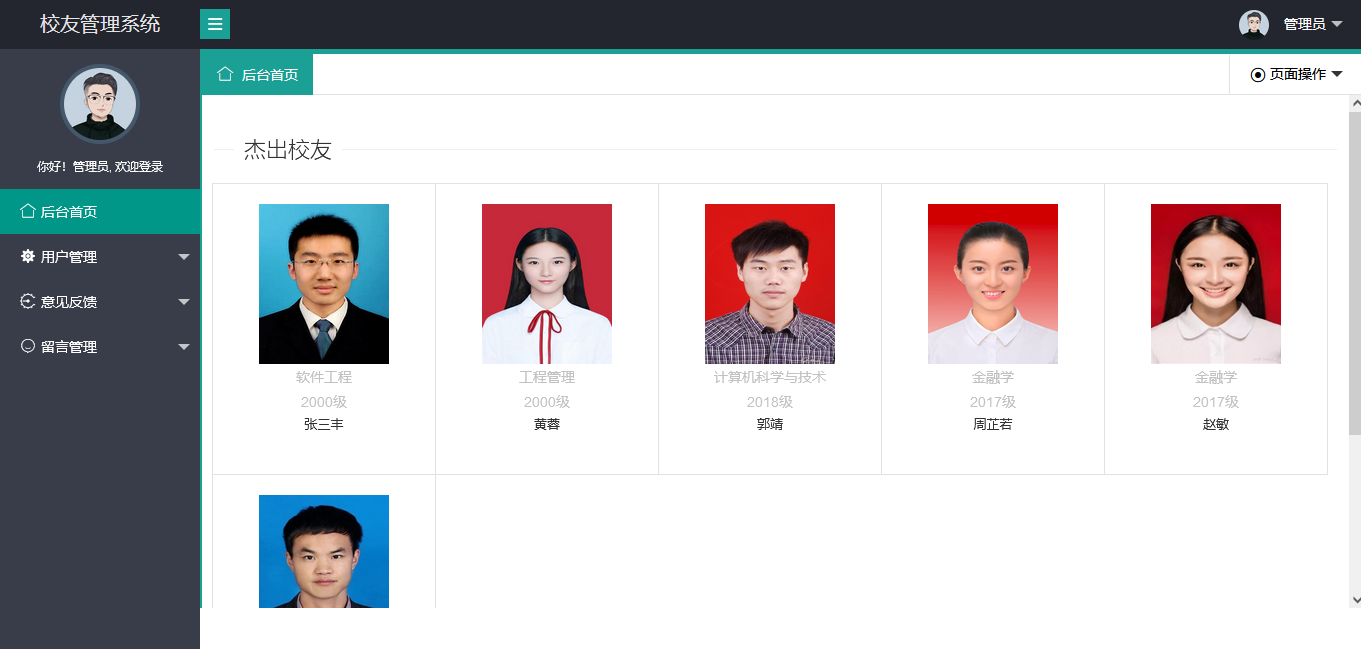 校友管理系统
管理员
你好！管理员, 欢迎登录
后台首页
用户管理
意见反馈
留言管理
后台首页
页面操作
杰出校友
软件工程
2000级
张三丰
工程管理
2000级
黄蓉
计算机科学与技术
2018级
郭靖
金融学
2017级
周芷若
金融学
2017级
赵敏